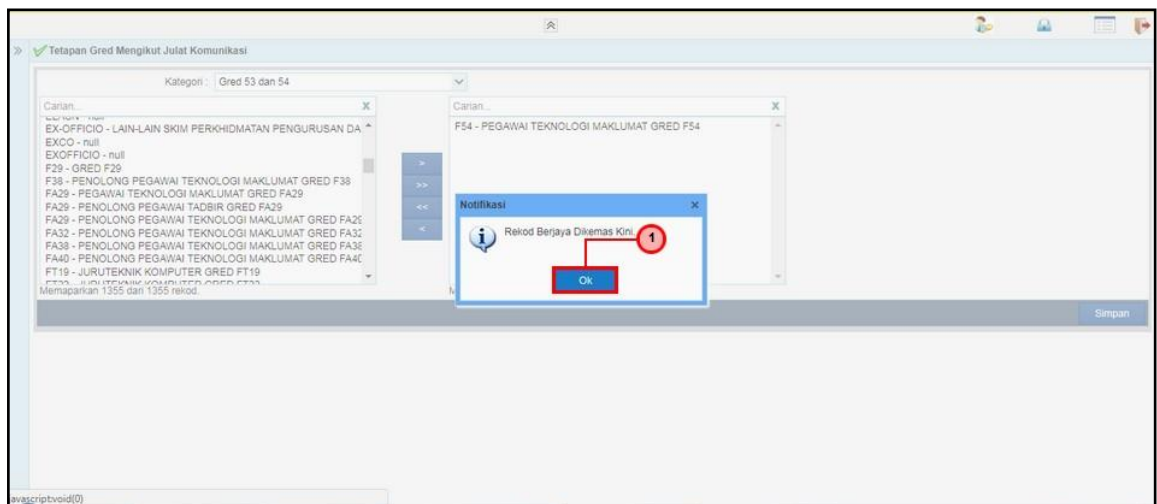 Tetapan Gred Mengikut Julat Komunikasi
Kategori : Gred 53 dan 54
Carian... X
EX-OFFICIO - LAIN-LAIN SKIM PERKHIDMATAN PENGURUSAN DA
EXCO - null
EXOFFICIO - null
F29 - GRED F29
F38 - PENOLONG PEGAWAI TEKNOLOGI MAKLUMAT GRED F38
FA29 - PEGAWAI TEKNOLOGI MAKLUMAT GRED FA29
FA29 - PENOLONG PEGAWAI TADBIR GRED FA29
FA29 - PENOLONG PEGAWAI TEKNOLOGI MAKLUMAT GRED FA29
FA32 - PENOLONG PEGAWAI TEKNOLOGI MAKLUMAT GRED FA32
FA38 - PENOLONG PEGAWAI TEKNOLOGI MAKLUMAT GRED FA38
FA40 - PENOLONG PEGAWAI TEKNOLOGI MAKLUMAT GRED FA40
FT19 - JURUTEKNIK KOMPUTER GRED FT19
Memaparkan 1355 dari 1355 rekod.
>
>>
<<
<
Carian... X
F54 - PEGAWAI TEKNOLOGI MAKLUMAT GRED F54
Notifikasi x
Rekod Berjaya Dikemas Kini.
1
Ok
Simpan
avascript:void(0)